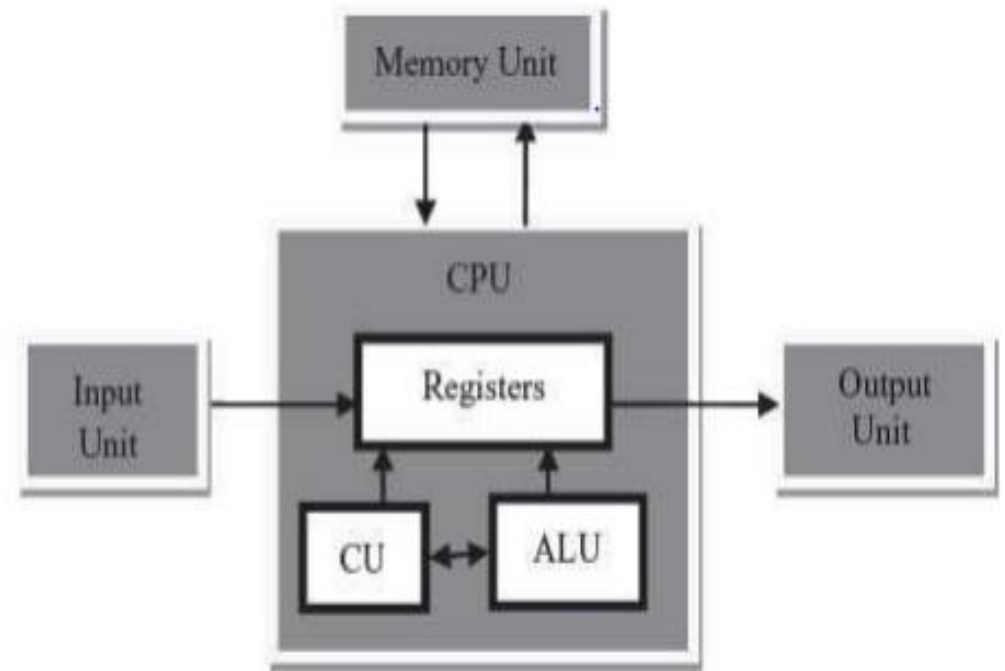 Memory Unit
CPU
Registers
Input
Unit
Output
Unit
CU
ALU